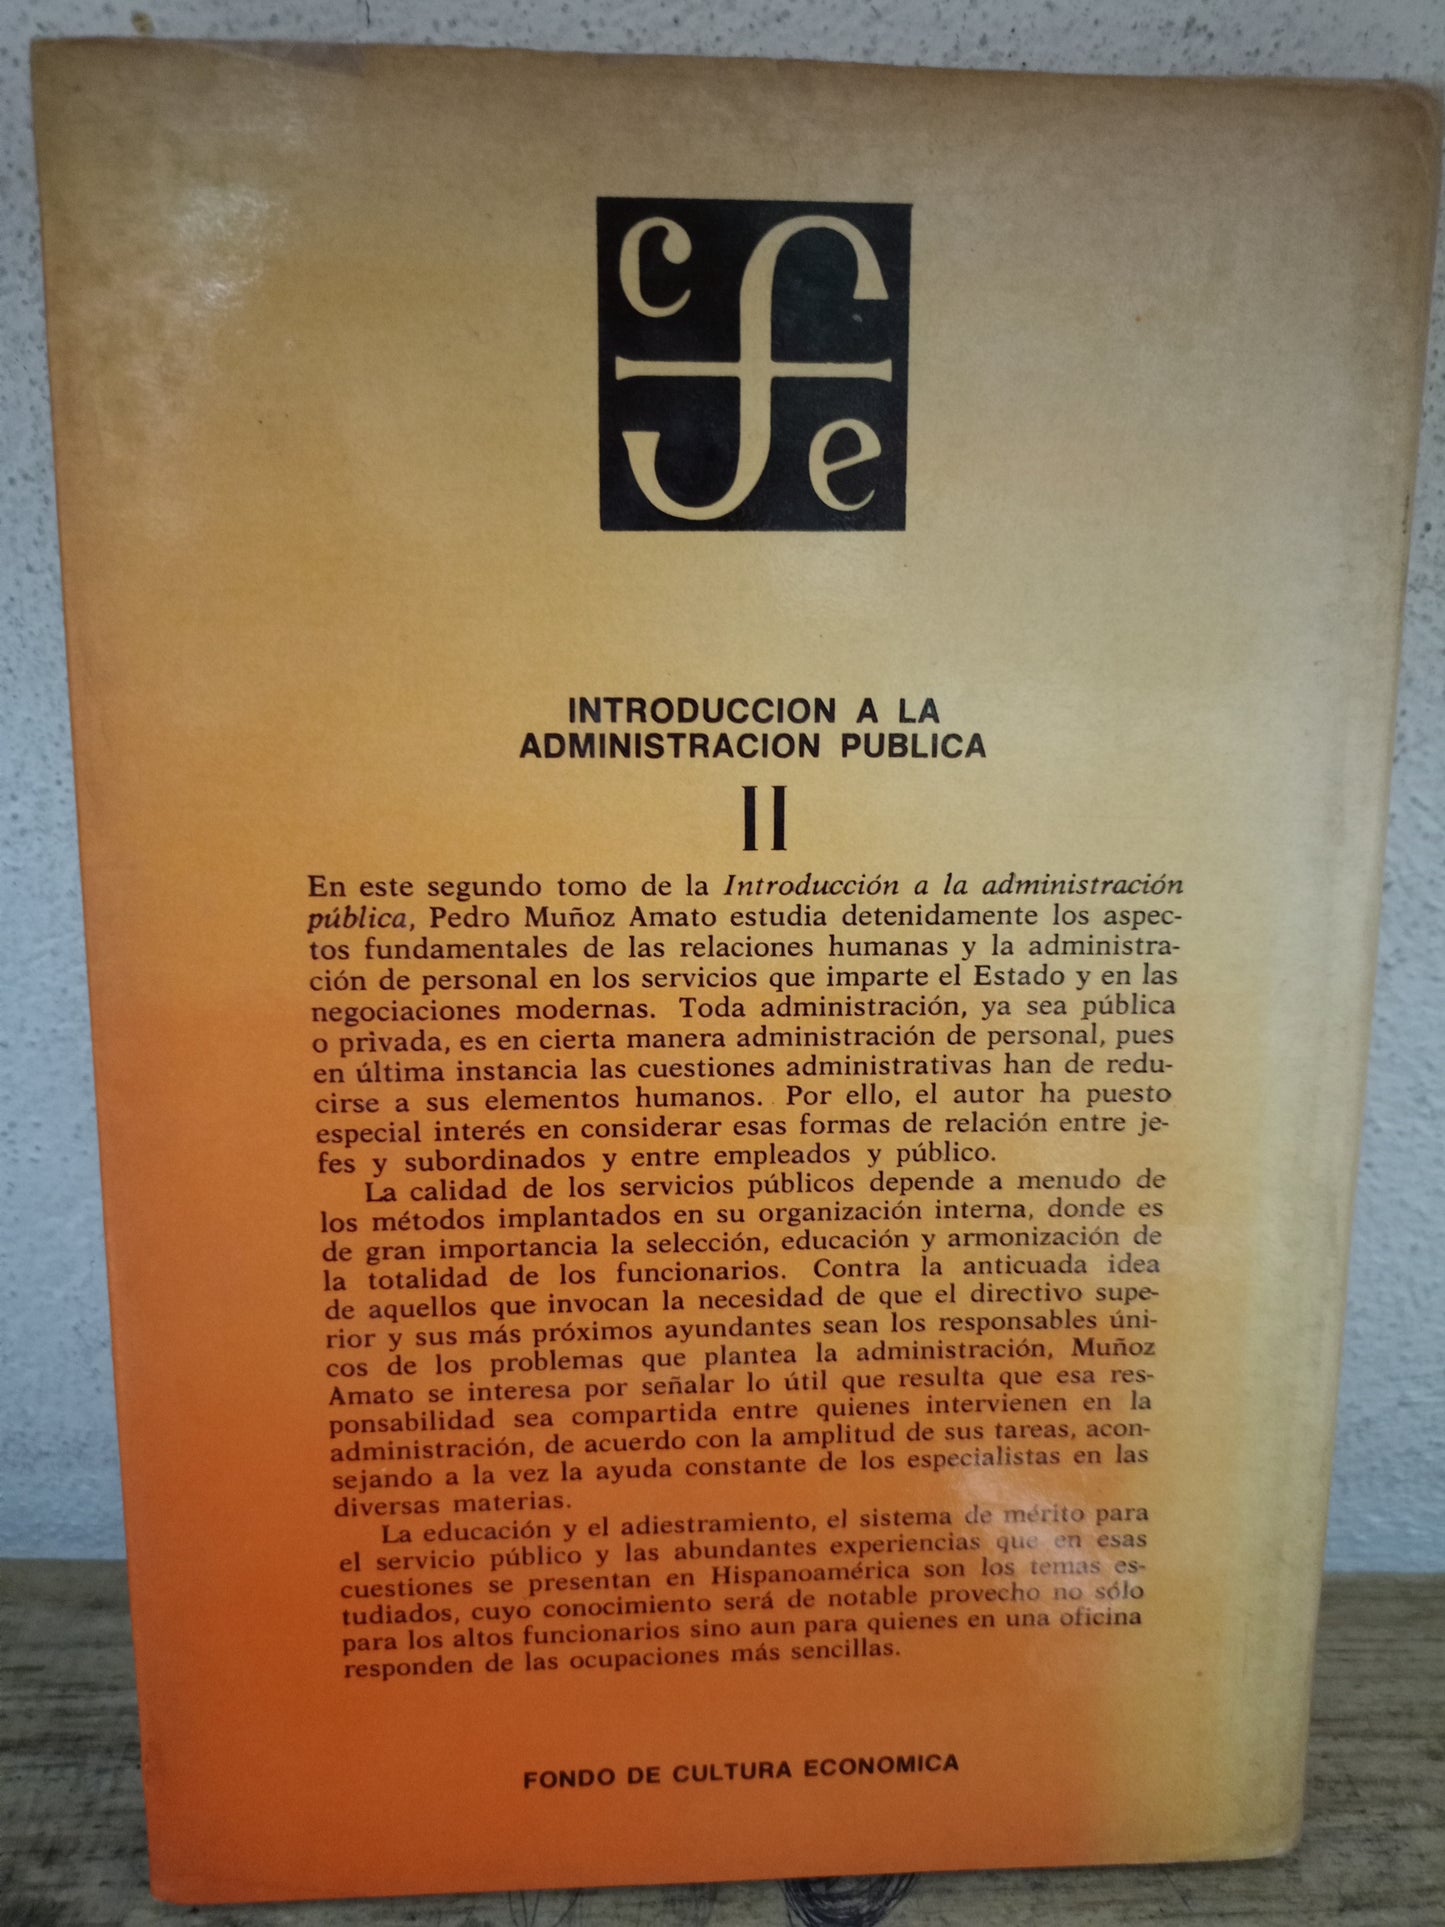 c f e
INTRODUCCION A LA
ADMINISTRACION PUBLICA
II
En este segundo tomo de la Introducción a la administración
pública, Pedro Muñoz Amato estudia detenidamente los aspec-
tos fundamentales de las relaciones humanas y la administra-
ción de personal en los servicios que imparte el Estado y en las
negociaciones modernas. Toda administración, ya sea pública
o privada, es en cierta manera administración de personal, pues
en última instancia las cuestiones administrativas han de redu-
cirse a sus elementos humanos. Por ello, el autor ha puesto
especial interés en considerar esas formas de relación entre je-
fes y subordinados y entre empleados y público.
La calidad de los servicios públicos depende a menudo de
los métodos implantados en su organización interna, donde es
de gran importancia la selección, educación y armonización de
la totalidad de los funcionarios. Contra la anticuada idea
de aquellos que invocan la necesidad de que el directivo supe-
rior y sus más próximos ayundantes sean los responsables úni-
cos de los problemas que plantea la administración, Muñoz
Amato se interesa por señalar lo útil que resulta que esa res-
ponsabilidad sea compartida entre quienes intervienen en la
administración, de acuerdo con la amplitud de sus tareas, acon-
sejando a la vez la ayuda constante de los especialistas en las
diversas materias.
La educación y el adiestramiento, el sistema de mérito para
el servicio público y las abundantes experiencias que en esas
cuestiones se presentan en Hispanoamérica son los temas es-
tudiados, cuyo conocimiento será de notable provecho no sólo
para los altos funcionarios sino aun para quienes en una oficina
responden de las ocupaciones más sencillas.
FONDO DE CULTURA ECONOMICA